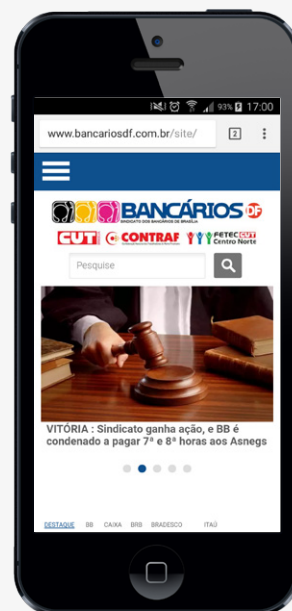 93% 17:00
www.bancariosdf.com.br/site/ 2
BANCÁRIOS DF
SINDICATO DOS BANCÁRIOS DE BRASÍLIA
CUT CONTRAF FETEC CUT
Centro Norte
Pesquise
VITÓRIA : Sindicato ganha ação, e BB é
condenado a pagar 7ª e 8ª horas aos Asnegs
DESTAQUE BB CAIXA BRB BRADESCO ITAÚ